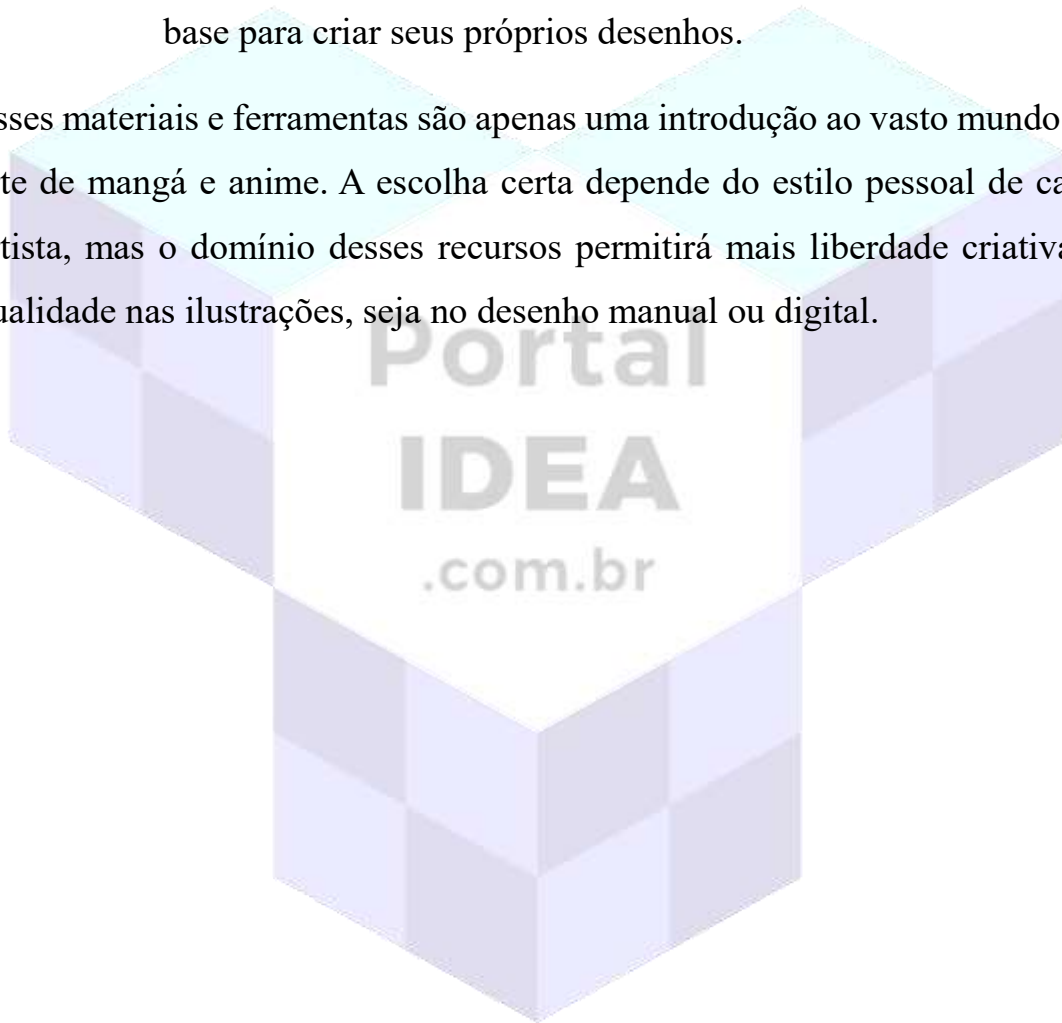 base para criar seus próprios desenhos.
sses materiais e ferramentas são apenas uma introdução ao vasto mundo
te de mangá e anime. A escolha certa depende do estilo pessoal de ca
tista, mas o domínio desses recursos permitirá mais liberdade criativa
ualidade nas ilustrações, seja no desenho manual ou digital.
Portal
IDEA
.com.br